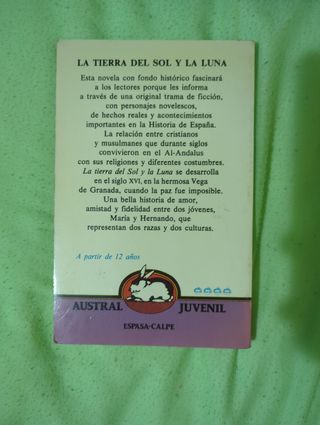 LA TIERRA DEL SOL Y LA LUNA
Esta novela con fondo histórico fascinará
a los lectores porque les informa
a través de una original trama de ficción,
con personajes novelescos,
de hechos reales y acontecimientos
importantes en la Historia de España.
La relación entre cristianos
y musulmanes que durante siglos
convivieron en el Al-Andalus
con sus religiones y diferentes costumbres.
La tierra del Sol y la Luna se desarrolla
en el siglo XVI, en la hermosa Vega
de Granada, cuando la paz fue imposible.
Una bella historia de amor,
amistad y fidelidad entre dos jóvenes,
María y Hernando, que
representan dos razas y dos culturas.
A partir de 12 años
AUSTRAL JUVENIL
ESPASA-CALPE